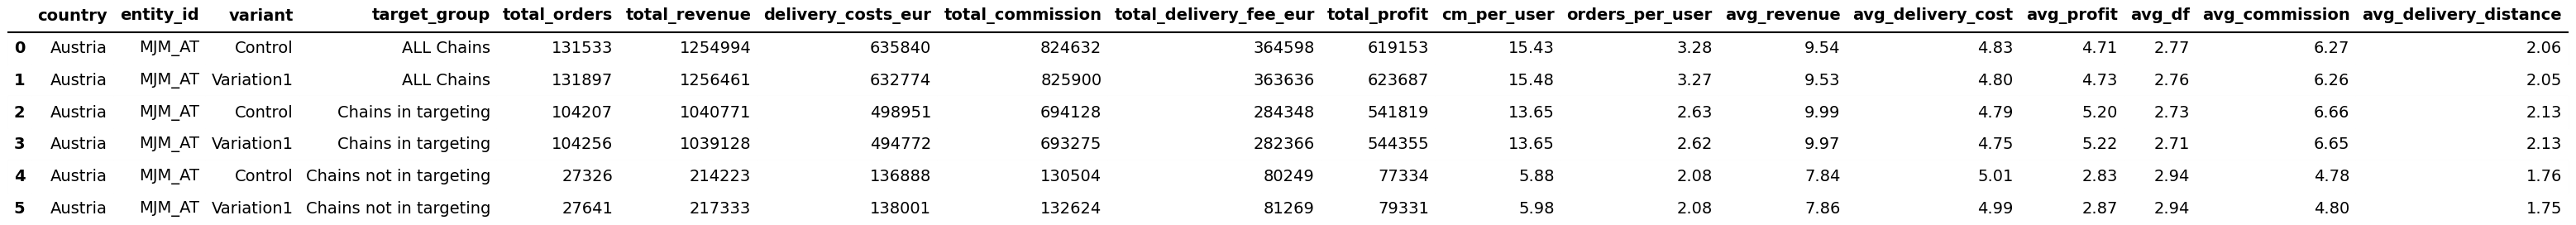 country entity_id variant target_group total_orders total_revenue delivery_costs_eur total_commission total_delivery_fee_eur total_profit cm_per_user orders_per_user avg_revenue avg_delivery_cost avg_profit avg_df avg_commission avg_delivery_distance
0 Austria MJM_AT Control ALL Chains 131533 1254994 635840 824632 364598 619153 15.43 3.28 9.54 4.83 4.71 2.77 6.27 2.06
1 Austria MJM_AT Variation1 ALL Chains 131897 1256461 632774 825900 363636 623687 15.48 3.27 9.53 4.80 4.73 2.76 6.26 2.05
2 Austria MJM_AT Control Chains in targeting 104207 1040771 498951 694128 284348 541819 13.65 2.63 9.99 4.79 5.20 2.73 6.66 2.13
3 Austria MJM_AT Variation1 Chains in targeting 104256 1039128 494772 693275 282366 544355 13.65 2.62 9.97 4.75 5.22 2.71 6.65 2.13
4 Austria MJM_AT Control Chains not in targeting 27326 214223 136888 130504 80249 77334 5.88 2.08 7.84 5.01 2.83 2.94 4.78 1.76
5 Austria MJM_AT Variation1 Chains not in targeting 27641 217333 138001 132624 81269 79331 5.98 2.08 7.86 4.99 2.87 2.94 4.80 1.75